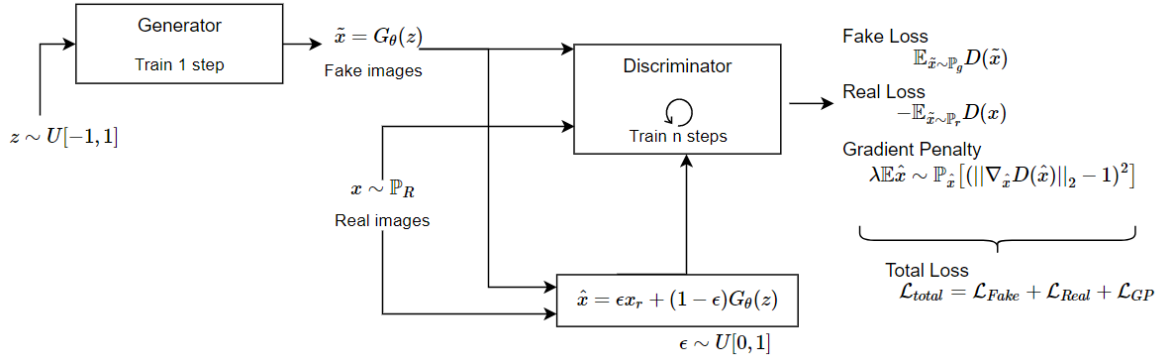 Generator
Train 1 step
z ∼ U[−1, 1]
x̃ = G_θ(z)
Fake images
x ∼ ℙ_R
Real images
Discriminator
Train n steps
x̂ = ϵx_r + (1 − ϵ)G_θ(z)
ϵ ∼ U[0, 1]
Fake Loss
𝔼_{x̃∼ℙ_g} D(x̃)
Real Loss
−𝔼_{x̃∼ℙ_r} D(x)
Gradient Penalty
λ𝔼x̂ ∼ ℙ_x̂[(||∇_x̂ D(x̂)||₂ − 1)²]
Total Loss
ℒ_total = ℒ_Fake + ℒ_Real + ℒ_GP